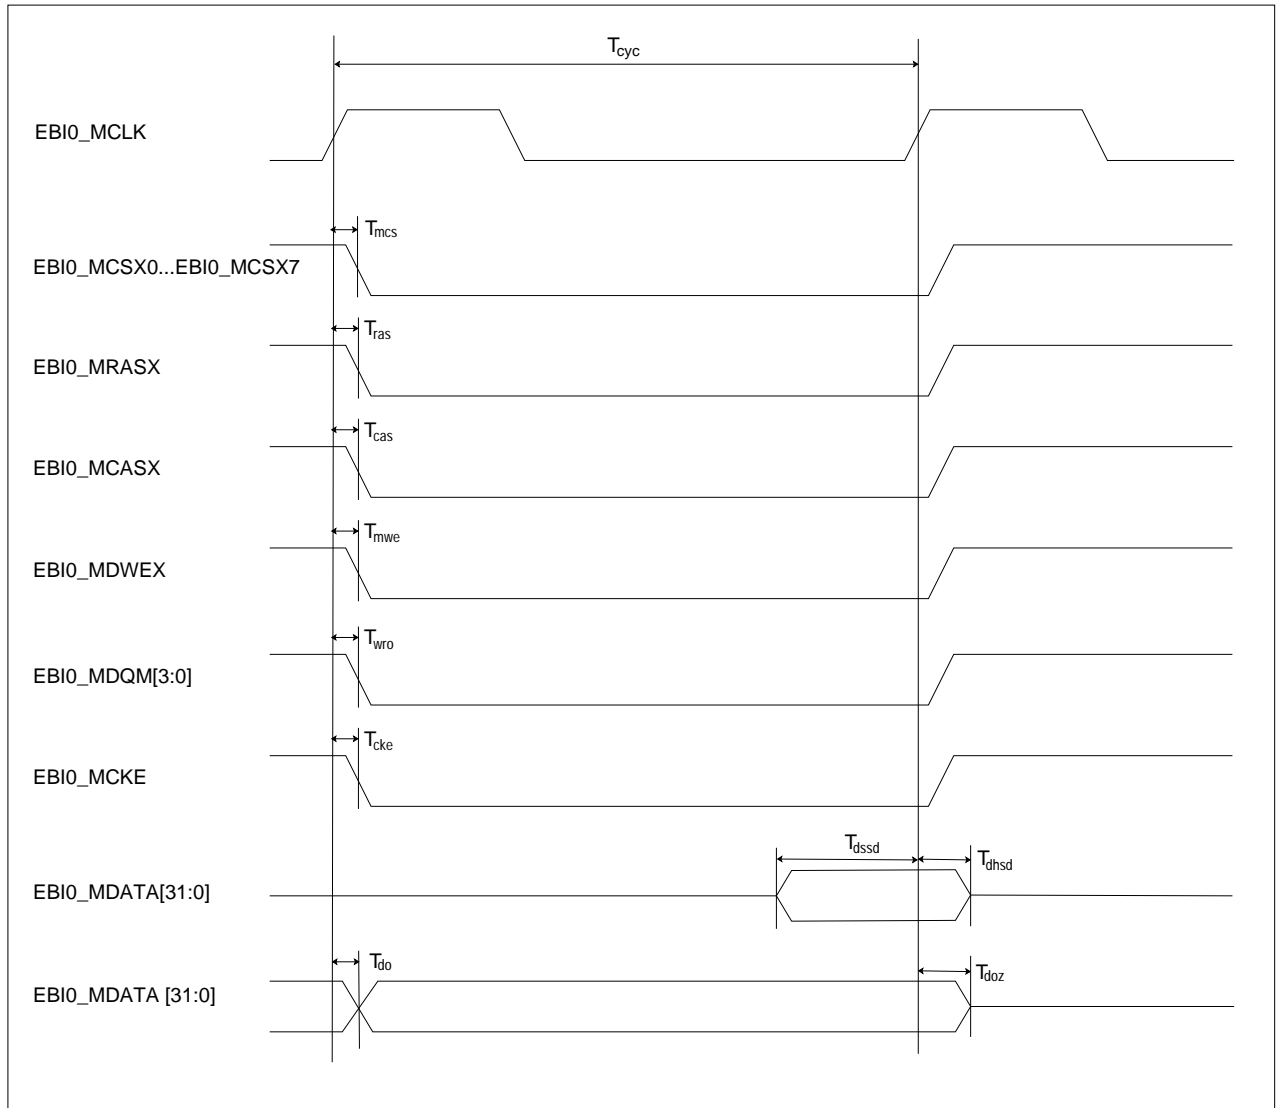 Tcyc
EBI0_MCLK
Tmcs
EBI0_MCSX0...EBI0_MCSX7
Tras
EBI0_MRASX
Tcas
EBI0_MCASX
Tmwe
EBI0_MDWEX
Twro
EBI0_MDQM[3:0]
Tcke
EBI0_MCKE
Tdssd
Tdhsd
EBI0_MDATA[31:0]
Tdo
Tdoz
EBI0_MDATA [31:0]